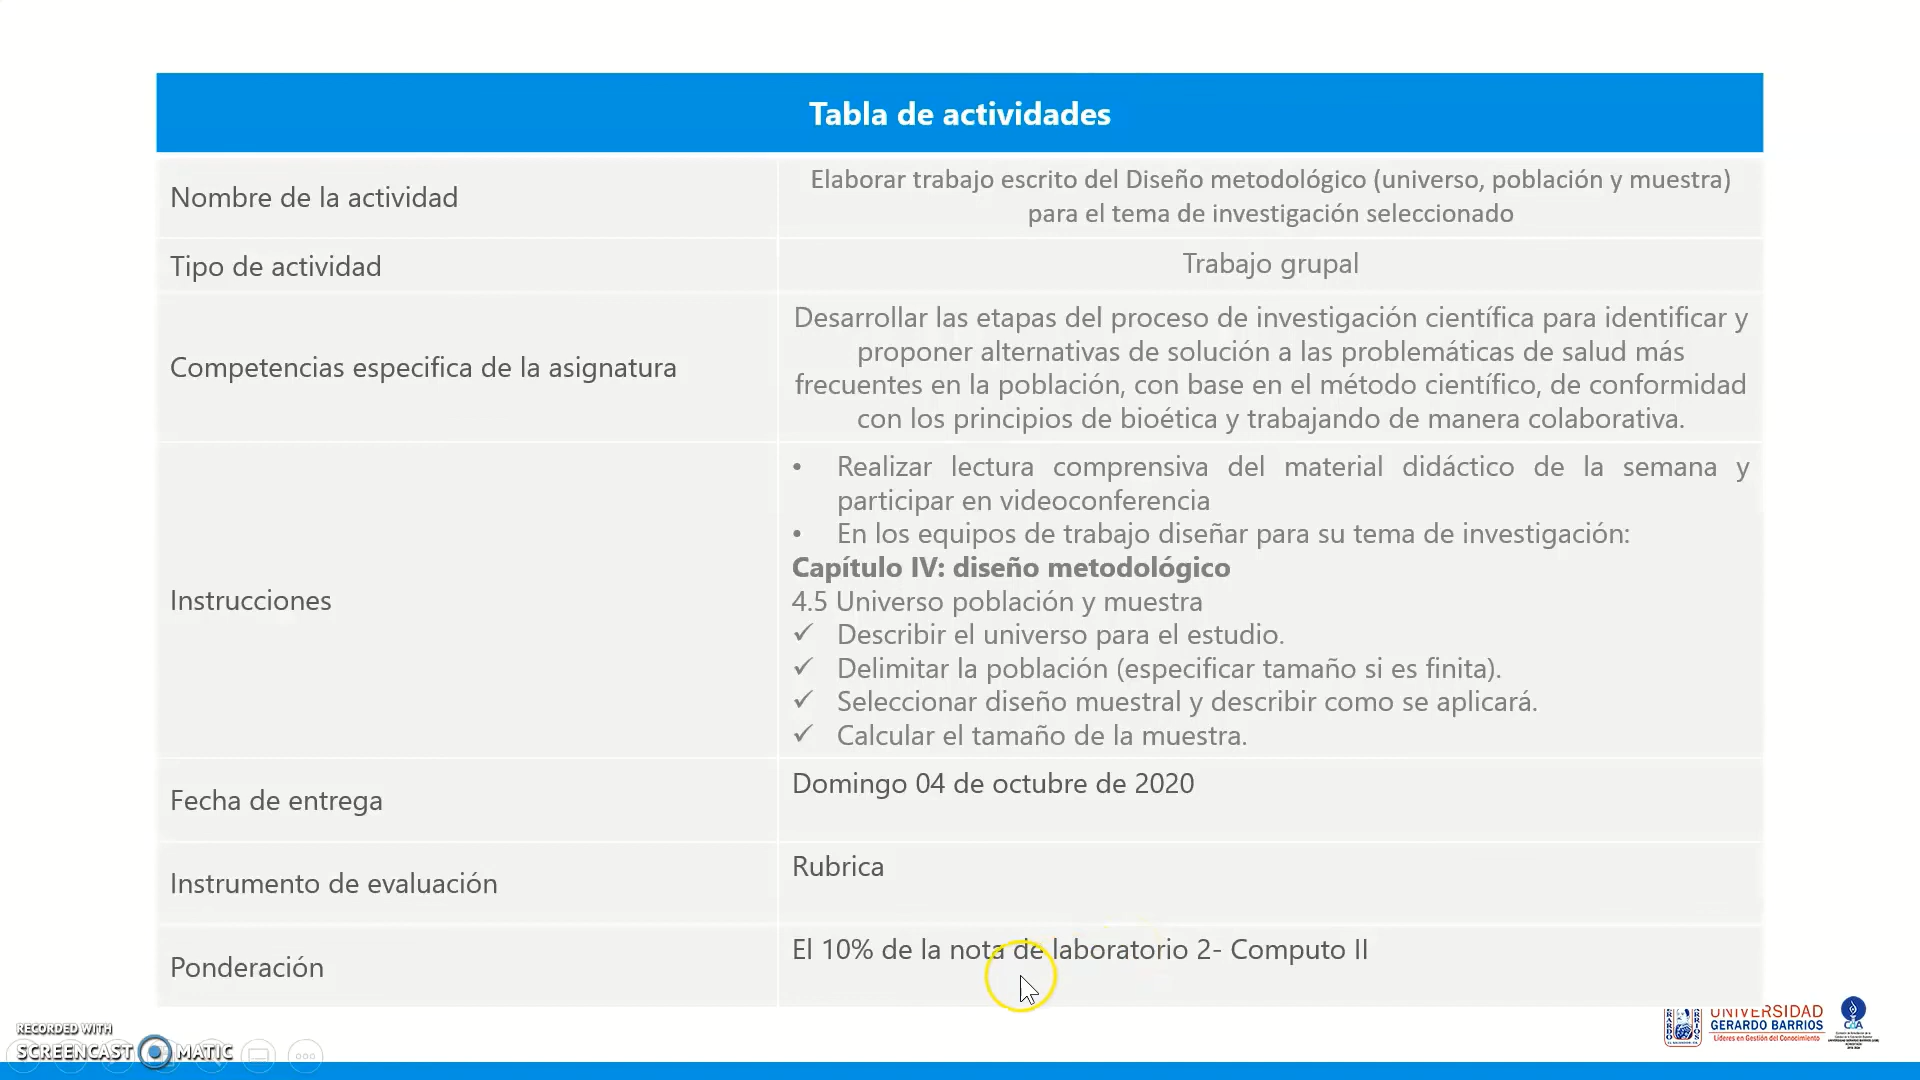 Tabla de actividades
Nombre de la actividad
Elaborar trabajo escrito del Diseño metodológico (universo, población y muestra)
para el tema de investigación seleccionado
Tipo de actividad
Trabajo grupal
Competencias especifica de la asignatura
Desarrollar las etapas del proceso de investigación científica para identificar y
proponer alternativas de solución a las problemáticas de salud más
frecuentes en la población, con base en el método científico, de conformidad
con los principios de bioética y trabajando de manera colaborativa.
Instrucciones
• Realizar lectura comprensiva del material didáctico de la semana y
participar en videoconferencia
• En los equipos de trabajo diseñar para su tema de investigación:
Capítulo IV: diseño metodológico
4.5 Universo población y muestra
✓ Describir el universo para el estudio.
✓ Delimitar la población (especificar tamaño si es finita).
✓ Seleccionar diseño muestral y describir como se aplicará.
✓ Calcular el tamaño de la muestra.
Fecha de entrega
Domingo 04 de octubre de 2020
Instrumento de evaluación
Rubrica
Ponderación
El 10% de la nota de laboratorio 2- Computo II
RECORDED WITH
SCREENCAST MATIC
UNIVERSIDAD
GERARDO BARRIOS
Líderes en Gestión del Conocimiento
CdA